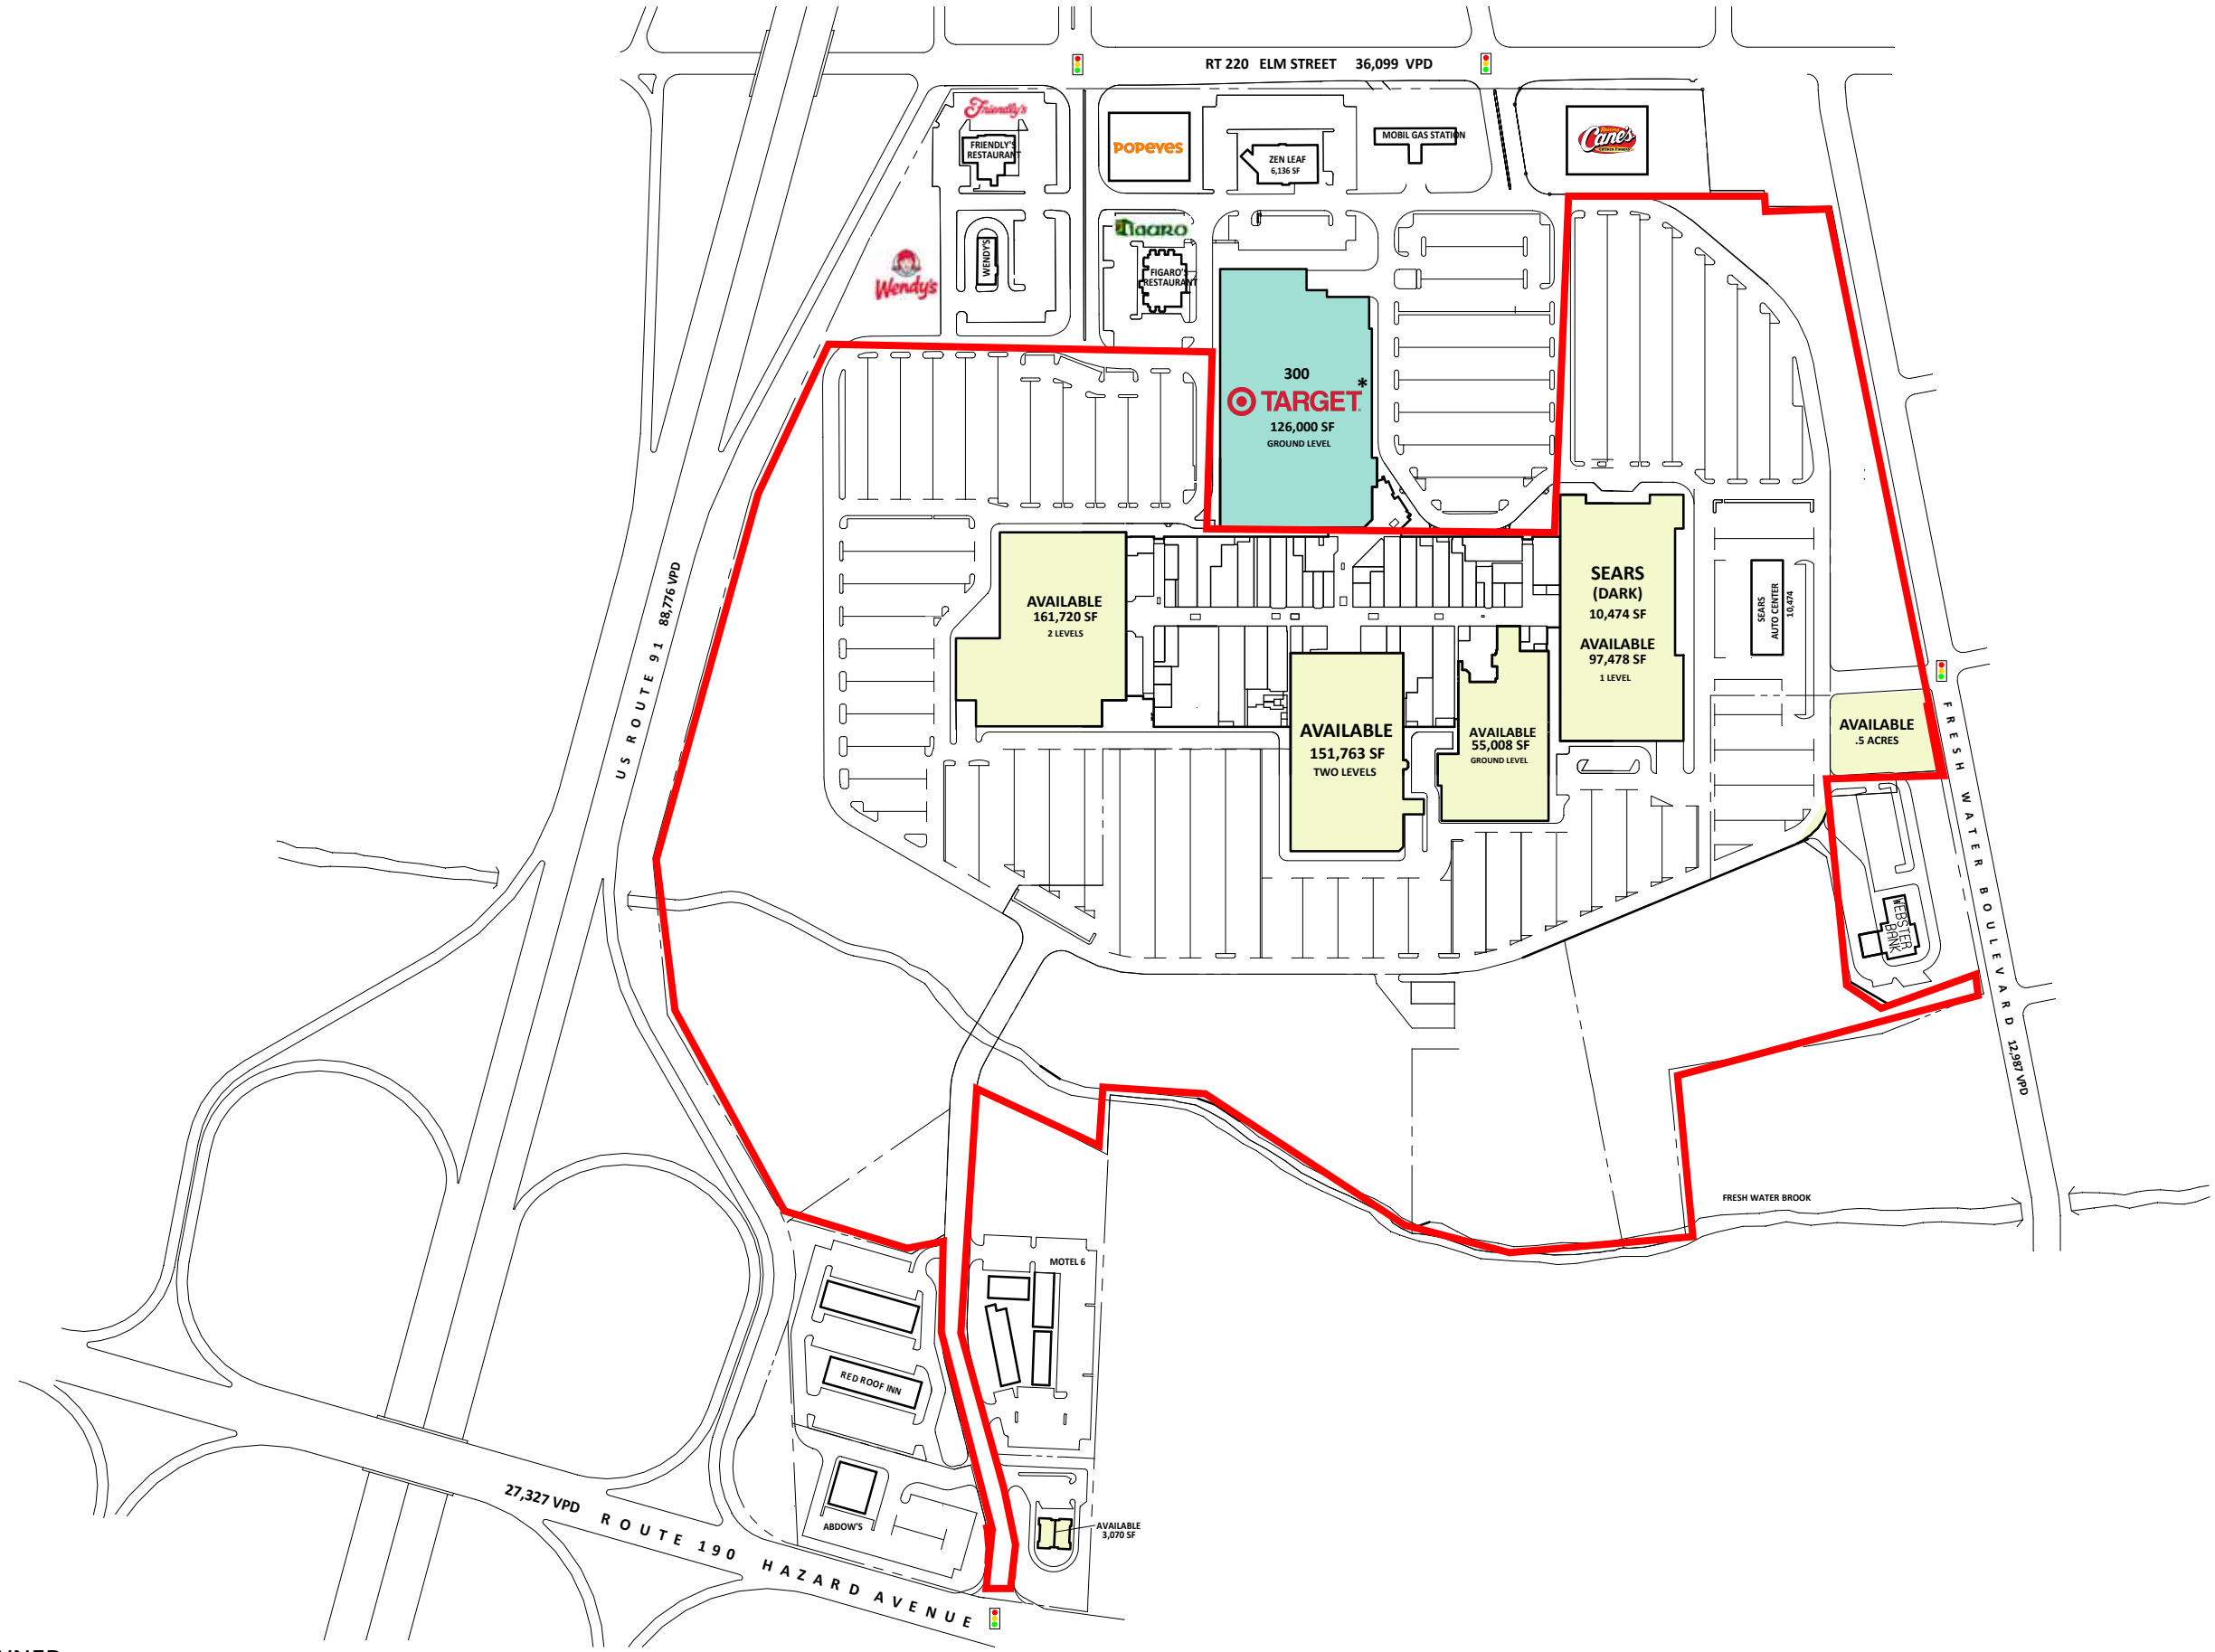 RT 220 ELM STREET 36,099 VPD
Friendly's
FRIENDLY'S
RESTAURANT
POPEYES
ZEN LEAF
6,136 SF
MOBIL GAS STATION
Raising
Cane's
Wendy's
WENDY'S
FIGARO'S
RESTAURANT
300
TARGET
*
126,000 SF
GROUND LEVEL
US ROUTE 91 88,776 VPD
AVAILABLE
161,720 SF
2 LEVELS
SEARS
(DARK)
10,474 SF
AVAILABLE
97,478 SF
1 LEVEL
SEARS
AUTO CENTER
10,474
AVAILABLE
151,763 SF
TWO LEVELS
AVAILABLE
55,008 SF
GROUND LEVEL
AVAILABLE
.5 ACRES
FRESH WATER BOULEVARD 12,987 VPD
WEBSTER
BANK
FRESH WATER BROOK
MOTEL 6
RED ROOF INN
ABDOW'S
AVAILABLE
3,070 SF
27,327 VPD ROUTE 190 HAZARD AVENUE